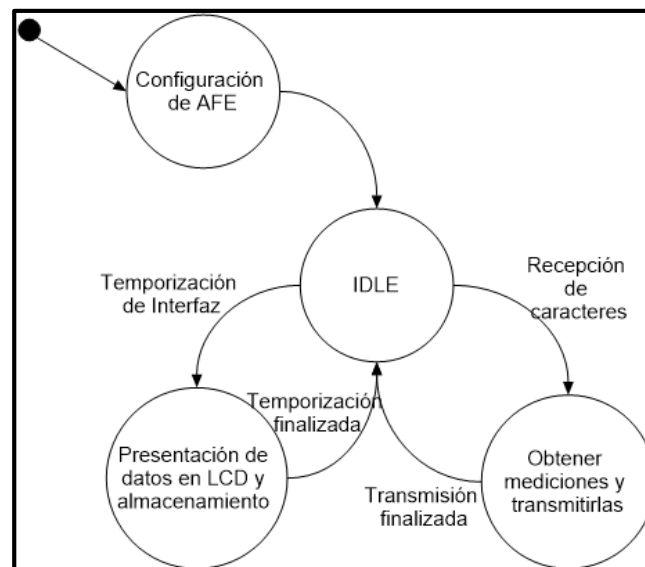 Configuración
de AFE
IDLE
Temporización
de Interfaz
Recepción
de
caracteres
Temporización
finalizada
Presentación de
datos en LCD y
almacenamiento
Transmisión
finalizada
Obtener
mediciones y
transmitirlas